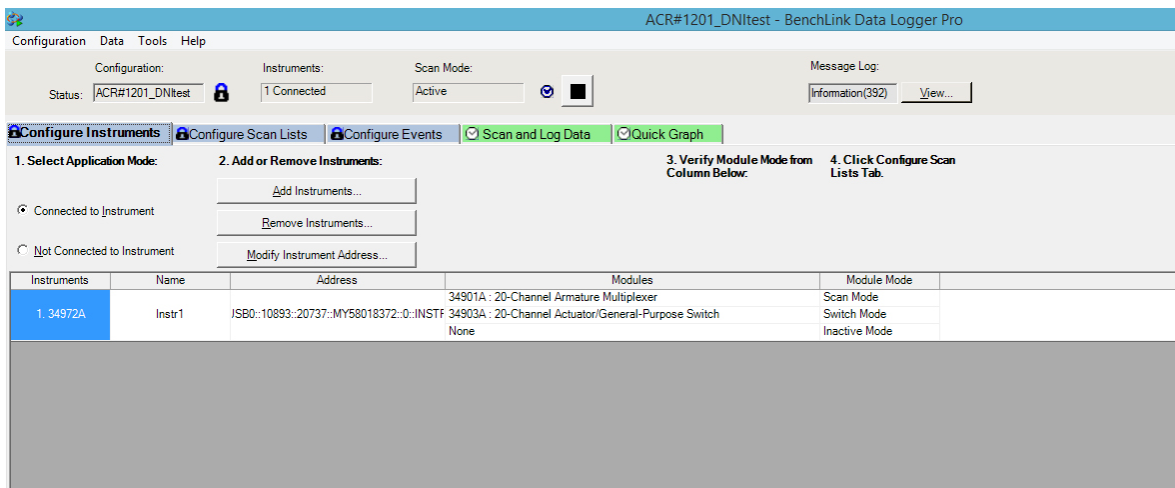 ACR#1201_DNItest - BenchLink Data Logger Pro
Configuration Data Tools Help
Configuration: Instruments: Scan Mode: Message Log:
Status: ACR#1201_DNItest 1 Connected Active Information(392) View...
Configure Instruments Configure Scan Lists Configure Events Scan and Log Data Quick Graph
1. Select Application Mode: 2. Add or Remove Instruments: 3. Verify Module Mode from 4. Click Configure Scan
Column Below: Lists Tab.
Add Instruments...
Connected to Instrument
Remove Instruments...
Not Connected to Instrument
Modify Instrument Address...
Instruments Name Address Modules Module Mode
34901A : 20-Channel Armature Multiplexer Scan Mode
1. 34972A Instr1 JSB0::10893::20737::MY58018372::0::INSTF 34903A : 20-Channel Actuator/General-Purpose Switch Switch Mode
None Inactive Mode